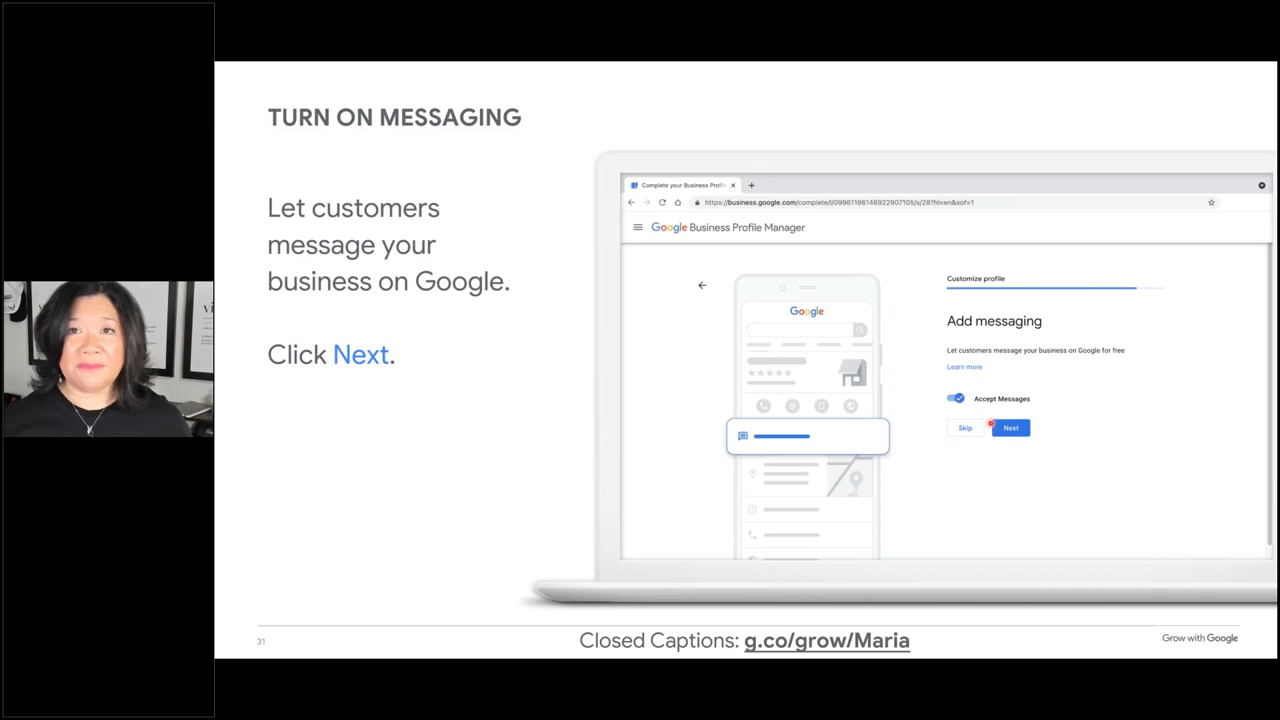 TURN ON MESSAGING
Let customers
message your
business on Google.
Click Next.
Complete your Business Profil
https://business.google.com/complete/l/09961186146922907105/s/28?hl=en&sof=1
Google Business Profile Manager
Google
Customize profile
Add messaging
Let customers message your business on Google for free
Learn more
Accept Messages
Skip
Next
31
Closed Captions: g.co/grow/Maria
Grow with Google